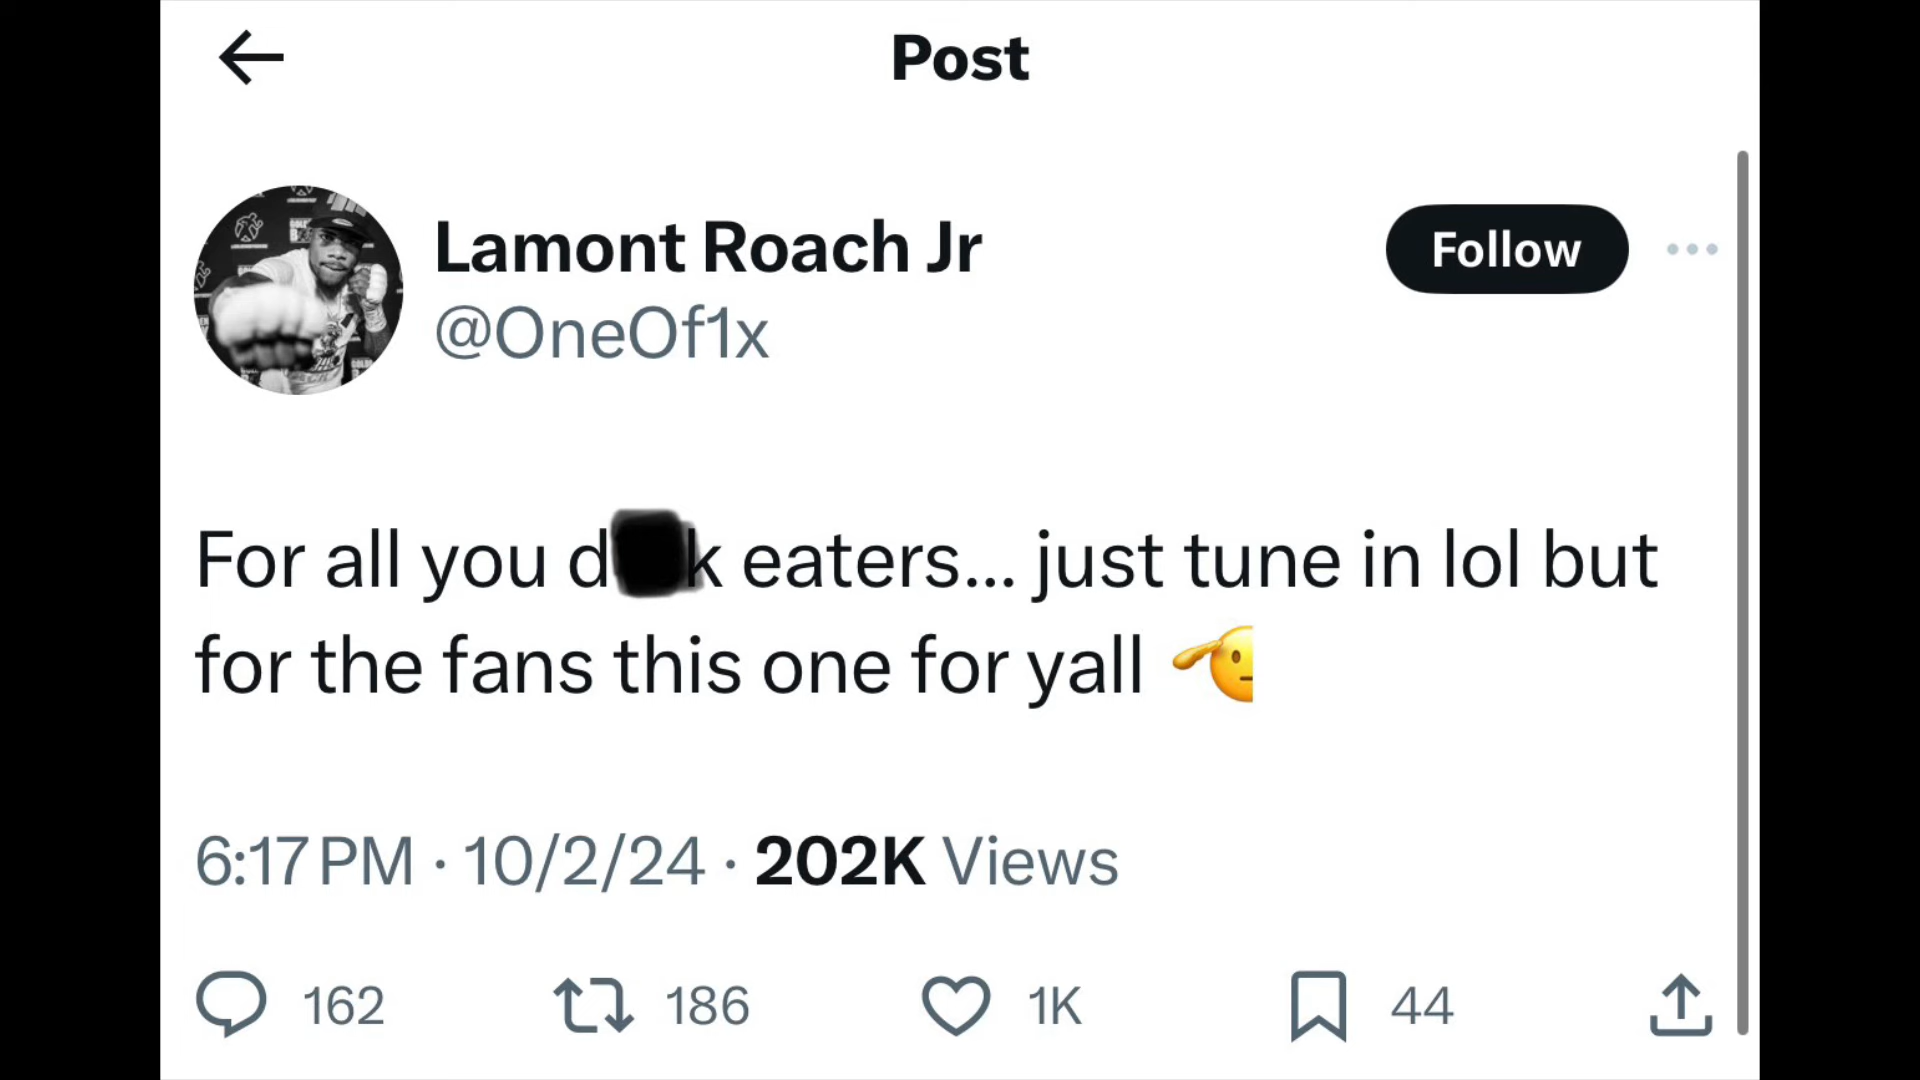 Post
Lamont Roach Jr
Follow
@OneOf1x
For all you d k eaters... just tune in lol but
for the fans this one for yall
6:17 PM · 10/2/24 · 202K Views
162 186 1K 44